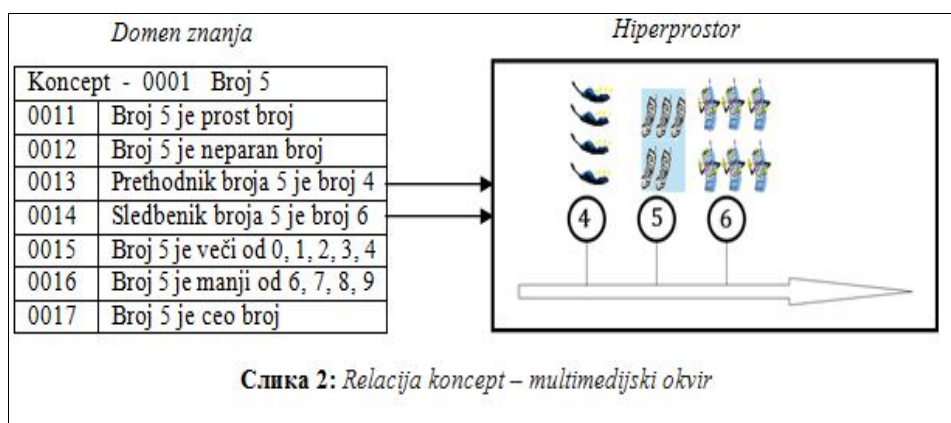 Domen znanja
Hiperprostor
Koncept - 0001 Broj 5
0011 Broj 5 je prost broj
0012 Broj 5 je neparan broj
0013 Prethodnik broja 5 je broj 4
0014 Sledbenik broja 5 je broj 6
0015 Broj 5 je veči od 0, 1, 2, 3, 4
0016 Broj 5 je manji od 6, 7, 8, 9
0017 Broj 5 je ceo broj
4 5 6
Слика 2: Relacija koncept – multimedijski okvir